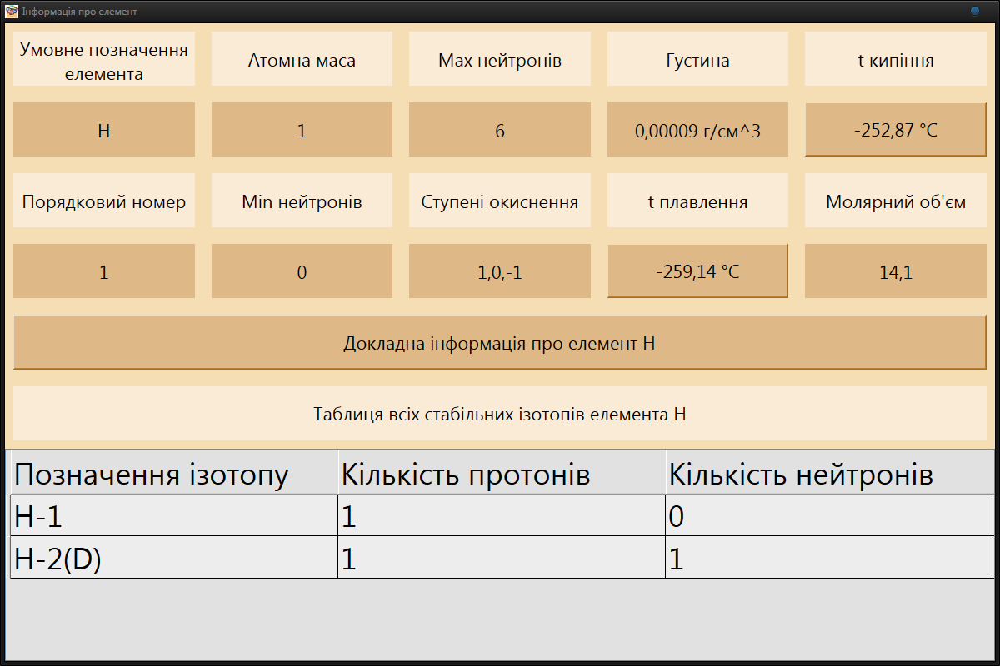 Інформація про елемент
Умовне позначення
елемента
Атомна маса
Max нейтронів
Густина
t кипіння
H
1
6
0,00009 г/см^3
-252,87 °C
Порядковий номер
Min нейтронів
Ступені окиснення
t плавлення
Молярний об'єм
1
0
1,0,-1
-259,14 °C
14,1
Докладна інформація про елемент H
Таблиця всіх стабільних ізотопів елемента H
Позначення ізотопу Кількість протонів Кількість нейтронів
H-1 1 0
H-2(D) 1 1